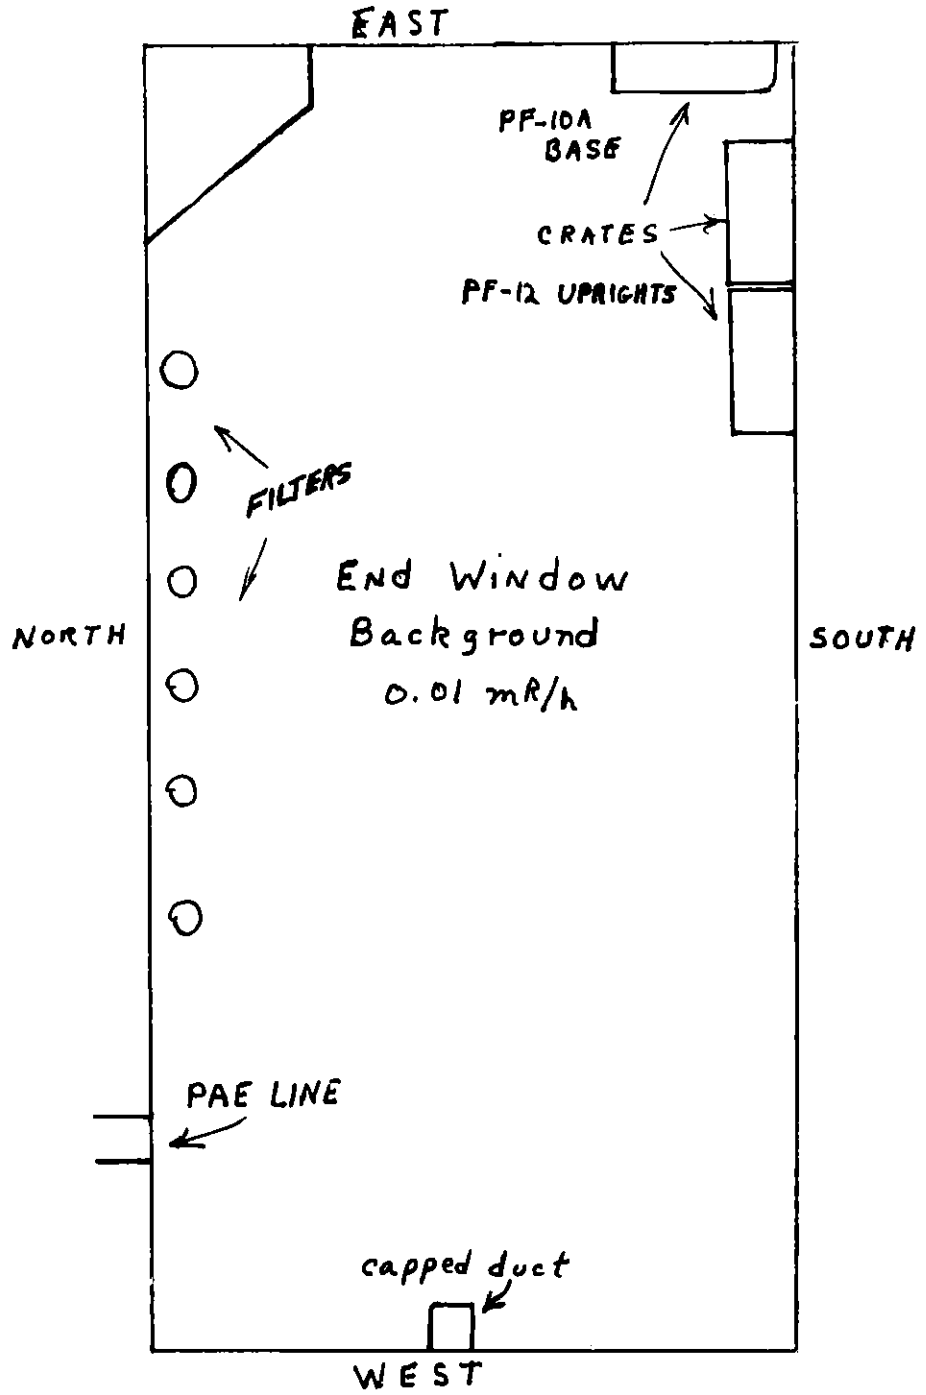 EAST
PF-10A
BASE
CRATES
PF-12 UPRIGHTS
FILTERS
End Window
Background
0.01 mR/h
NORTH
SOUTH
PAE LINE
capped duct
WEST